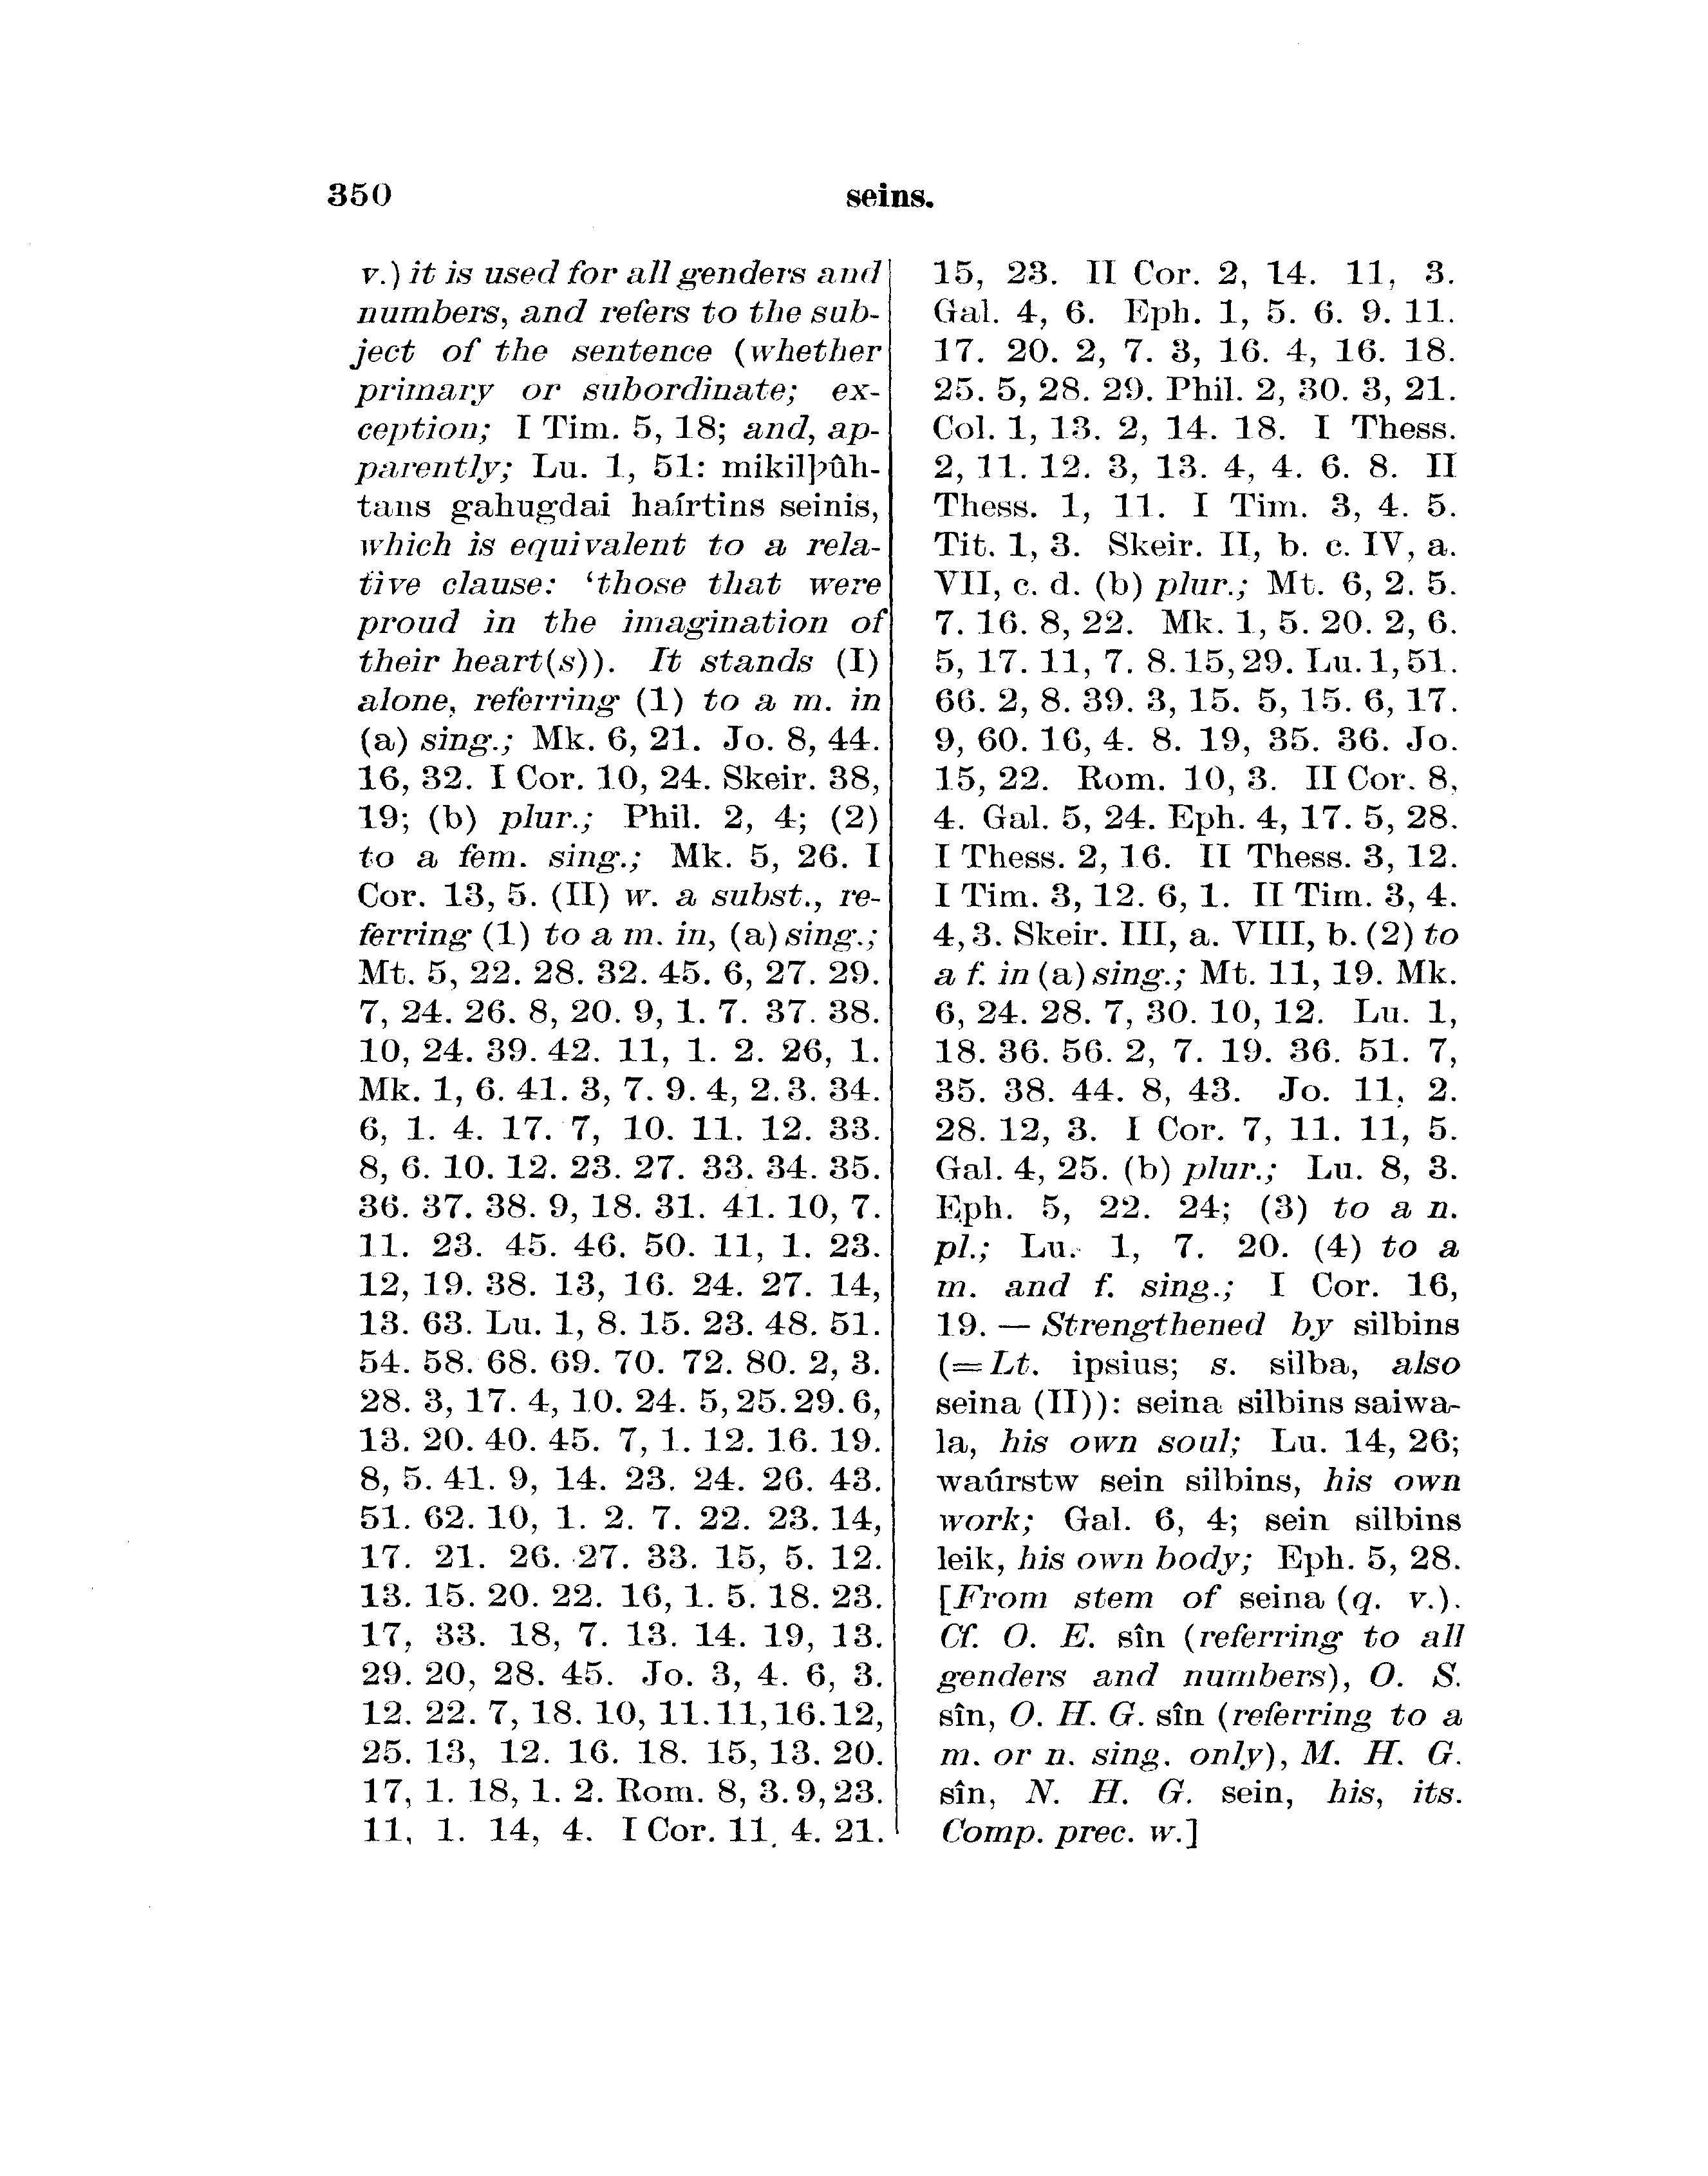 350
seins.
v.) it is used for all genders and
numbers, and refers to the sub-
ject of the sentence (whether
primary or subordinate; ex-
ception; I Tim. 5, 18; and, ap-
parently; Lu. 1, 51: mikilþûh-
tans gahugdai haírtins seinis,
which is equivalent to a rela-
tive clause: ‘those that were
proud in the imagination of
their heart(s)). It stands (I)
alone, referring (1) to a m. in
(a) sing.; Mk. 6, 21. Jo. 8, 44.
16, 32. I Cor. 10, 24. Skeir. 38,
19; (b) plur.; Phil. 2, 4; (2)
to a fem. sing.; Mk. 5, 26. I
Cor. 13, 5. (II) w. a subst., re-
ferring (1) to a m. in, (a) sing.;
Mt. 5, 22. 28. 32. 45. 6, 27. 29.
7, 24. 26. 8, 20. 9, 1. 7. 37. 38.
10, 24. 39. 42. 11, 1. 2. 26, 1.
Mk. 1, 6. 41. 3, 7. 9. 4, 2. 3. 34.
6, 1. 4. 17. 7, 10. 11. 12. 33.
8, 6. 10. 12. 23. 27. 33. 34. 35.
36. 37. 38. 9, 18. 31. 41. 10, 7.
11. 23. 45. 46. 50. 11, 1. 23.
12, 19. 38. 13, 16. 24. 27. 14,
13. 63. Lu. 1, 8. 15. 23. 48. 51.
54. 58. 68. 69. 70. 72. 80. 2, 3.
28. 3, 17. 4, 10. 24. 5, 25. 29. 6,
13. 20. 40. 45. 7, 1. 12. 16. 19.
8, 5. 41. 9, 14. 23. 24. 26. 43.
51. 62. 10, 1. 2. 7. 22. 23. 14,
17. 21. 26. 27. 33. 15, 5. 12.
13. 15. 20. 22. 16, 1. 5. 18. 23.
17, 33. 18, 7. 13. 14. 19, 13.
29. 20, 28. 45. Jo. 3, 4. 6, 3.
12. 22. 7, 18. 10, 11. 11, 16. 12,
25. 13, 12. 16. 18. 15, 13. 20.
17, 1. 18, 1. 2. Rom. 8, 3. 9, 23.
11, 1. 14, 4. I Cor. 11, 4. 21.
15, 23. II Cor. 2, 14. 11, 3.
Gal. 4, 6. Eph. 1, 5. 6. 9. 11.
17. 20. 2, 7. 3, 16. 4, 16. 18.
25. 5, 28. 29. Phil. 2, 30. 3, 21.
Col. 1, 13. 2, 14. 18. I Thess.
2, 11. 12. 3, 13. 4, 4. 6. 8. II
Thess. 1, 11. I Tim. 3, 4. 5.
Tit. 1, 3. Skeir. II, b. c. IV, a.
VII, c. d. (b) plur.; Mt. 6, 2. 5.
7. 16. 8, 22. Mk. 1, 5. 20. 2, 6.
5, 17. 11, 7. 8. 15, 29. Lu. 1, 51.
66. 2, 8. 39. 3, 15. 5, 15. 6, 17.
9, 60. 16, 4. 8. 19, 35. 36. Jo.
15, 22. Rom. 10, 3. II Cor. 8,
4. Gal. 5, 24. Eph. 4, 17. 5, 28.
I Thess. 2, 16. II Thess. 3, 12.
I Tim. 3, 12. 6, 1. II Tim. 3, 4.
4, 3. Skeir. III, a. VIII, b. (2) to
a f. in (a) sing.; Mt. 11, 19. Mk.
6, 24. 28. 7, 30. 10, 12. Lu. 1,
18. 36. 56. 2, 7. 19. 36. 51. 7,
35. 38. 44. 8, 43. Jo. 11, 2.
28. 12, 3. I Cor. 7, 11. 11, 5.
Gal. 4, 25. (b) plur.; Lu. 8, 3.
Eph. 5, 22. 24; (3) to a n.
pl.; Lu. 1, 7. 20. (4) to a
m. and f. sing.; I Cor. 16,
19. — Strengthened by silbins
(= Lt. ipsius; s. silba, also
seina (II)): seina silbins saiwa-
la, his own soul; Lu. 14, 26;
waúrstw sein silbins, his own
work; Gal. 6, 4; sein silbins
leik, his own body; Eph. 5, 28.
[From stem of seina (q. v.).
Cf. O. E. sîn (referring to all
genders and numbers), O. S.
sîn, O. H. G. sîn (referring to a
m. or n. sing. only), M. H. G.
sîn, N. H. G. sein, his, its.
Comp. prec. w.]